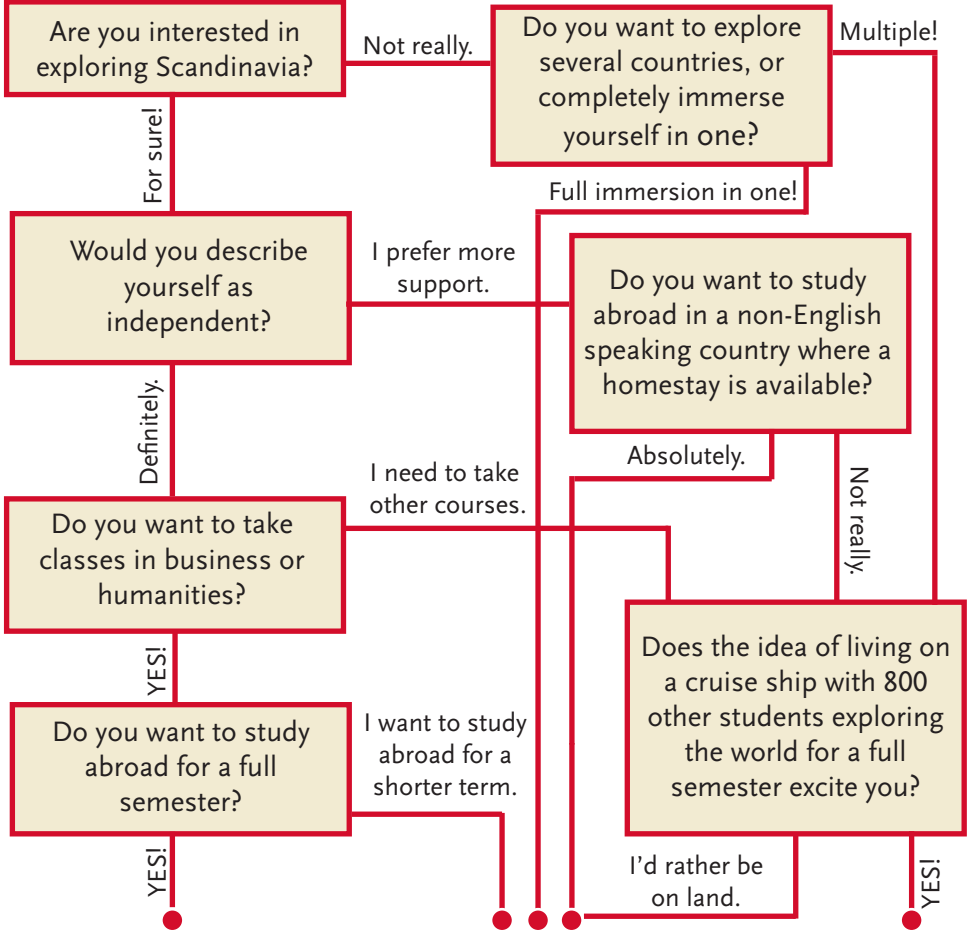 Are you interested in
exploring Scandinavia?
Not really.
Do you want to explore
several countries, or
completely immerse
yourself in one?
Multiple!
For sure!
Full immersion in one!
Would you describe
yourself as
independent?
I prefer more
support.
Do you want to study
abroad in a non-English
speaking country where a
homestay is available?
Definitely.
Absolutely.
Not really.
I need to take
other courses.
Do you want to take
classes in business or
humanities?
YES!
Does the idea of living on
a cruise ship with 800
other students exploring
the world for a full
semester excite you?
Do you want to study
abroad for a full
semester?
I want to study
abroad for a
shorter term.
YES!
I'd rather be
on land.
YES!